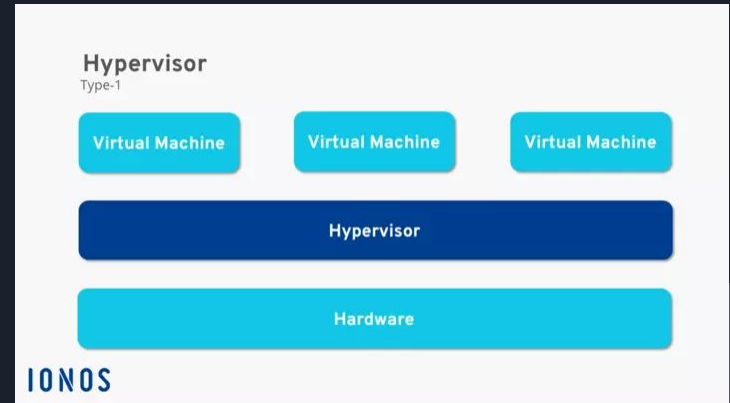 Hypervisor
Type-1
Virtual Machine Virtual Machine Virtual Machine
Hypervisor
Hardware
IONOS